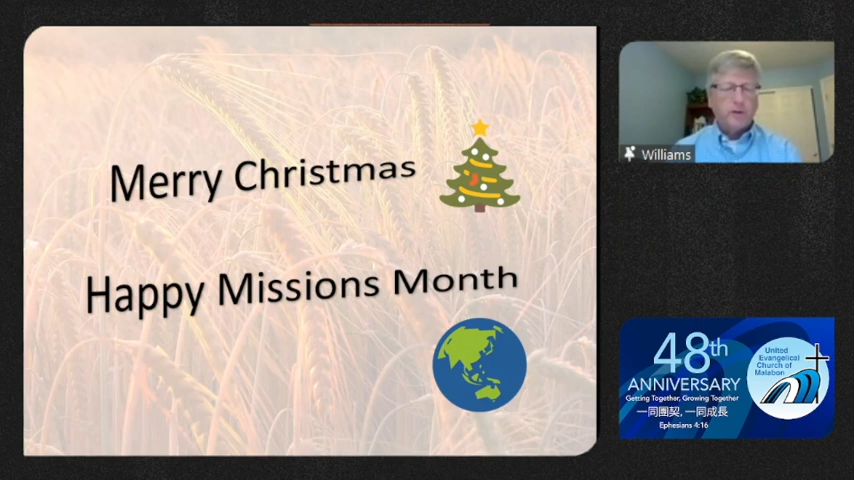 Merry Christmas
Happy Missions Month
Williams
48th
ANNIVERSARY
Getting Together, Growing Together
一同團契, 一同成長
Ephesians 4:16
United
Evangelical
Church of
Malabon